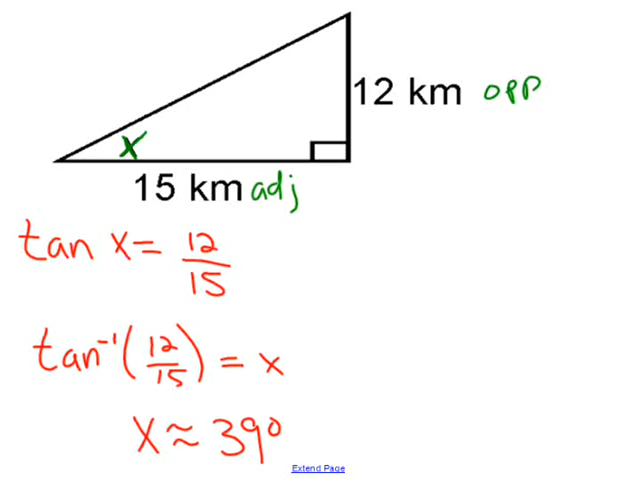 12 km opp
x
15 km adj
tan x = 12/15
tan⁻¹(12/15) = x
x ≈ 39°
Extend Page